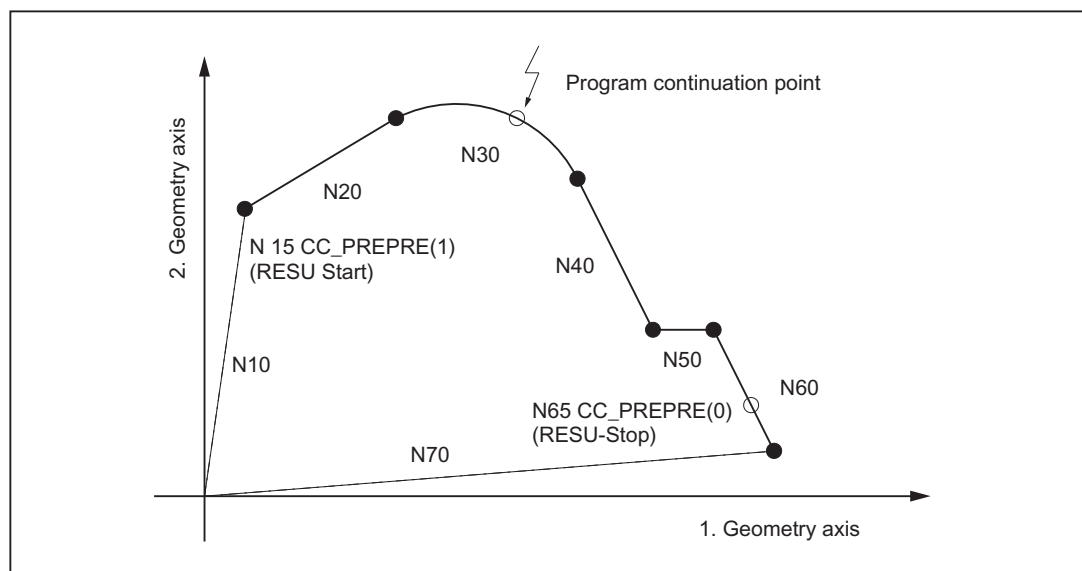 Program continuation point
2. Geometry axis
N30
N20
N 15 CC_PREPRE(1)
(RESU Start)
N40
N10
N50
N60
N65 CC_PREPRE(0)
(RESU-Stop)
N70
1. Geometry axis